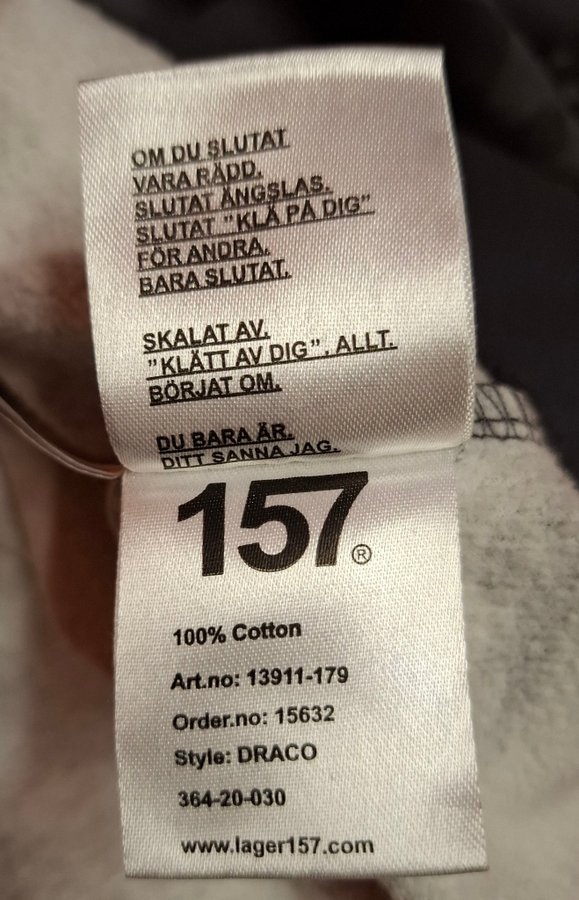 OM DU SLUTAT
VARA RÄDD.
SLUTAT ÄNGSLAS.
SLUTAT "KLÄ PÅ DIG"
FÖR ANDRA.
BARA SLUTAT.
SKALAT AV.
"KLÄTT AV DIG", ALLT.
BÖRJAT OM.
DU BARA ÄR.
DITT SANNA JAG.
157®
100% Cotton
Art.no: 13911-179
Order.no: 15632
Style: DRACO
364-20-030
www.lager157.com